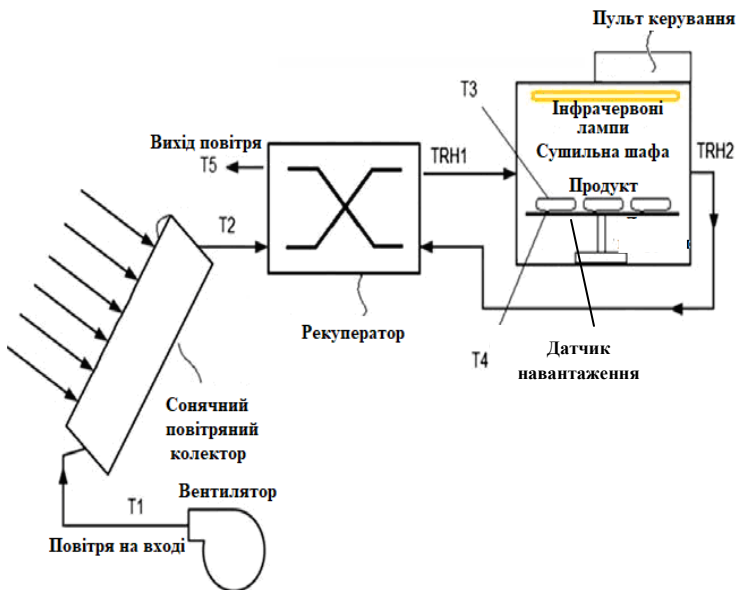 Пульт керування
T3
Інфрачервоні
лампи
Сушильна шафа
TRH2
Вихід повітря
T5
TRH1
Продукт
T2
Рекуператор
T4
Датчик
навантаження
Сонячний
повітряний
колектор
Вентилятор
T1
Повітря на вході